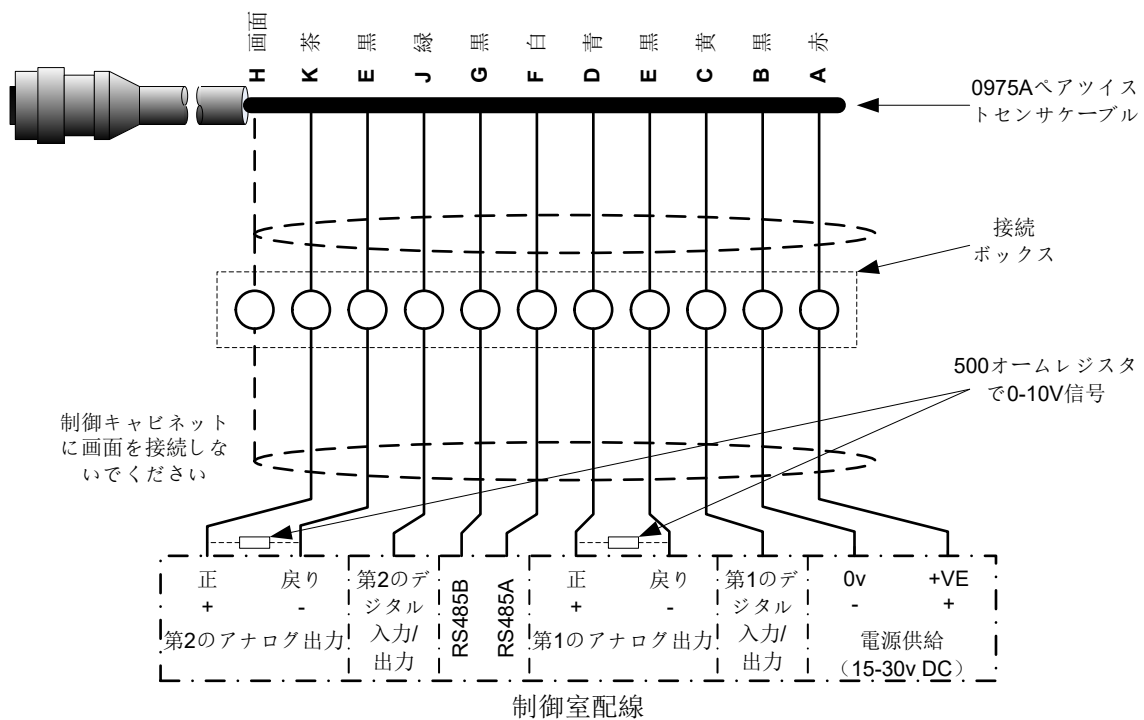 画面
茶
黒
緑
黒
白
青
黒
黄
黒
赤
H
K
E
J
G
F
D
E
C
B
A
0975Aペアツイス
トセンサケーブル
接続
ボックス
500オームレジスタ
で0-10V信号
制御キャビネット
に画面を接続しな
いでください
正
+
戻り
-
第2のアナログ出力
第2のデ
ジタル
入力/
出力
RS485B
RS485A
正
+
戻り
-
第1のアナログ出力
第1のデ
ジタル
入力/
出力
0v
-
+VE
+
電源供給
(15-30v DC)
制御室配線